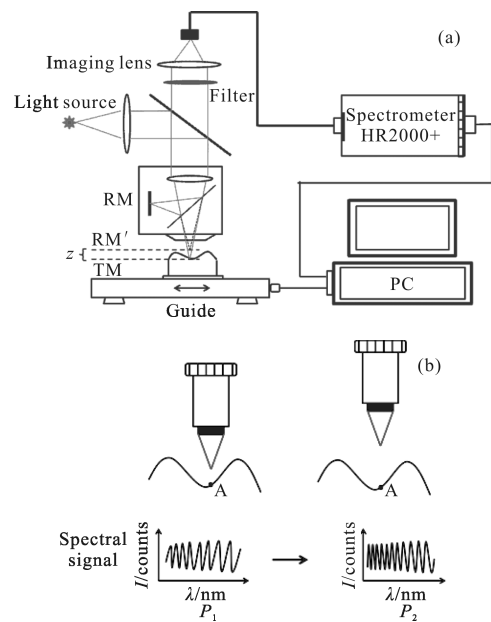 (a)
Imaging lens
Filter
Light source
Spectrometer
HR2000+
RM
RM′
z
TM
PC
Guide
(b)
A
A
Spectral
signal
I/counts
λ/nm
P1
I/counts
λ/nm
P2